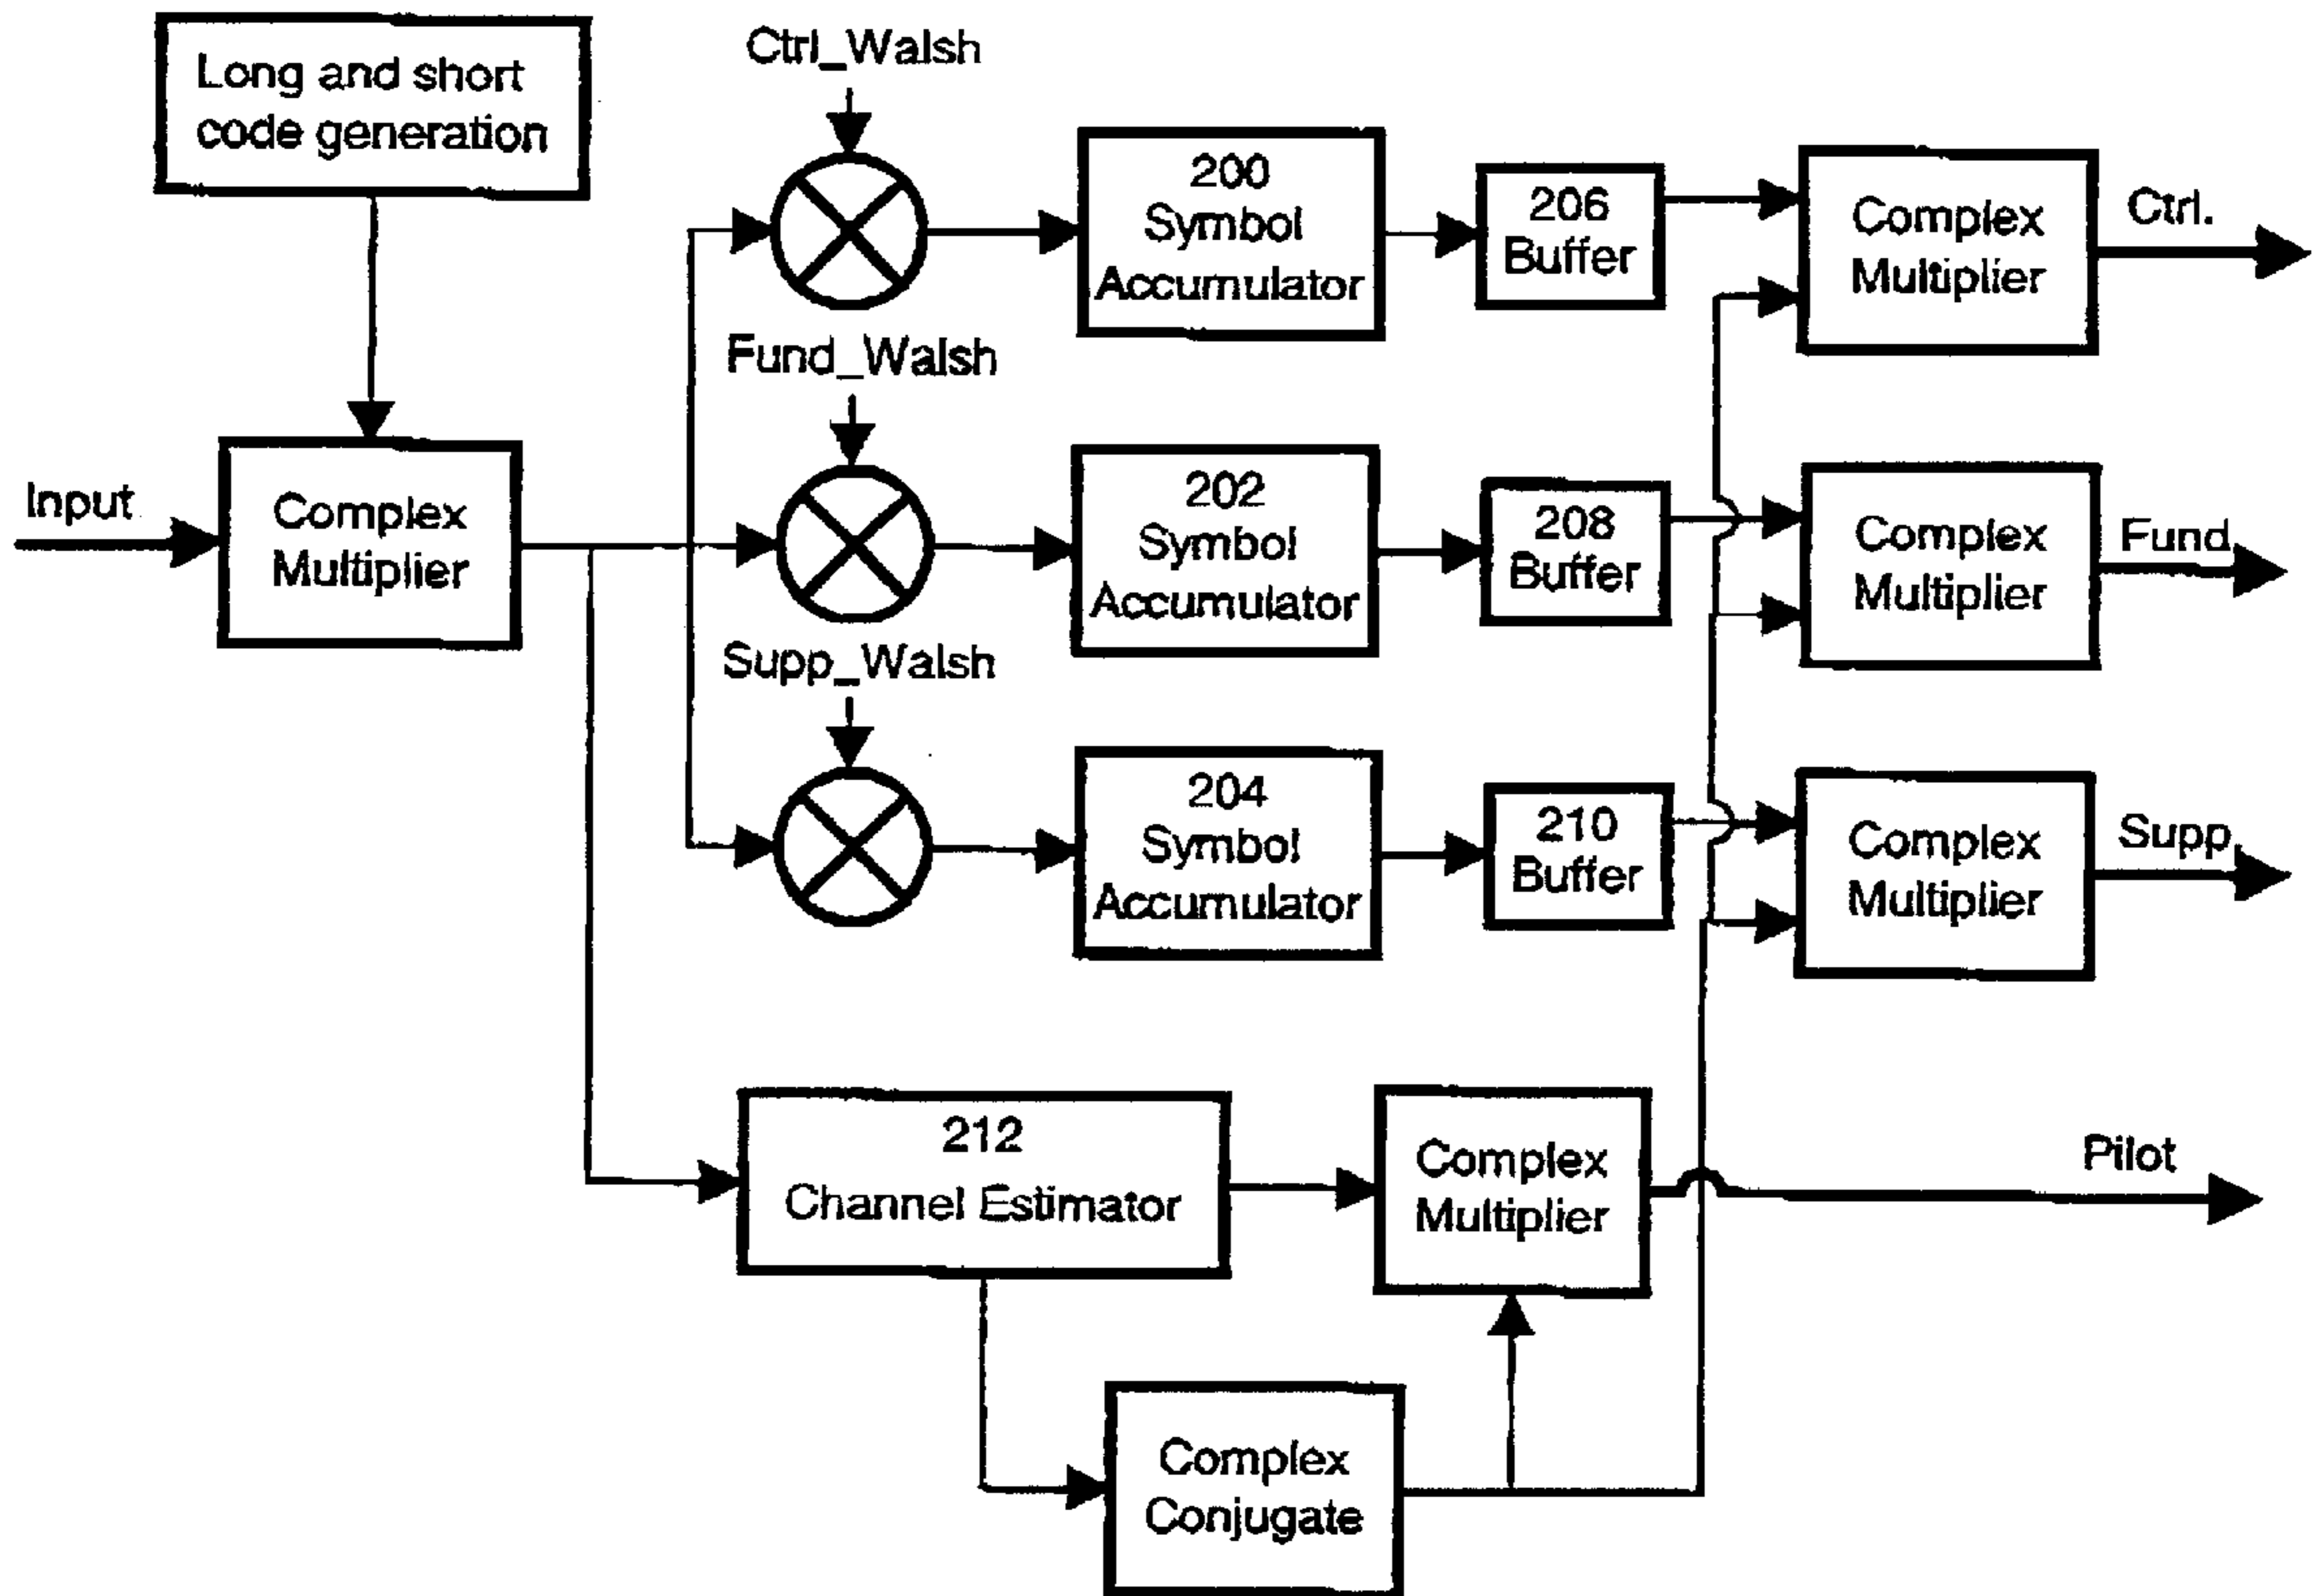 Long and short
code generation
Input
Complex
Multiplier
Ctrl_Walsh
200
Symbol
Accumulator
206
Buffer
Complex
Multiplier
Ctrl.
Fund_Walsh
202
Symbol
Accumulator
208
Buffer
Complex
Multiplier
Fund.
Supp_Walsh
204
Symbol
Accumulator
210
Buffer
Complex
Multiplier
Supp.
212
Channel Estimator
Complex
Multiplier
Pilot
Complex
Conjugate